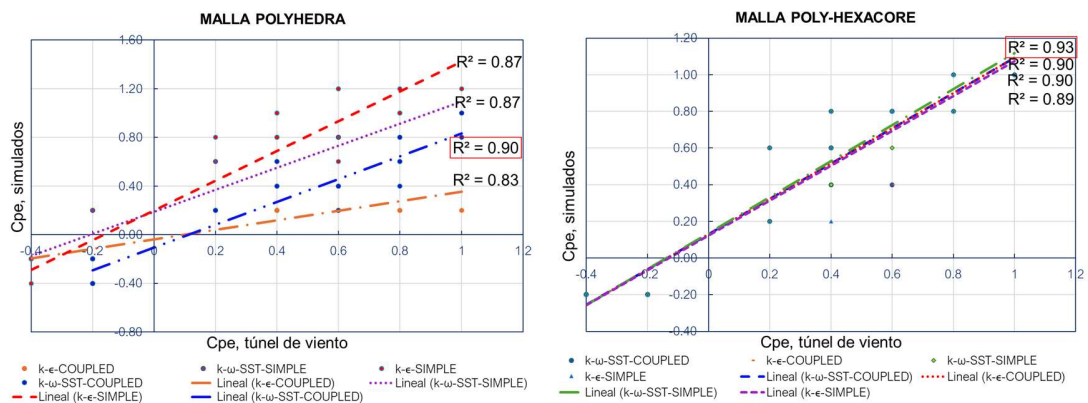 MALLA POLYHEDRA
1.60
1.20
0.80
0.40
0.00
-0.40
-0.80
-0.4
-0.2
0
0.2
0.4
0.6
0.8
1
1.2
R² = 0.87
R² = 0.87
R² = 0.90
R² = 0.83
Cpe, simulados
Cpe, túnel de viento
k-ϵ-COUPLED
k-ω-SST-SIMPLE
k-ϵ-SIMPLE
k-ω-SST-COUPLED
Lineal (k-ϵ-COUPLED)
Lineal (k-ω-SST-SIMPLE)
Lineal (k-ϵ-SIMPLE)
Lineal (k-ω-SST-COUPLED)
MALLA POLY-HEXACORE
1.20
1.00
0.80
0.60
0.40
0.20
0.00
-0.20
-0.40
-0.4
-0.2
0
0.2
0.4
0.6
0.8
1
1.2
R² = 0.93
R² = 0.90
R² = 0.90
R² = 0.89
Cpe, simulados
Cpe, túnel de viento
k-ω-SST-COUPLED
k-ϵ-COUPLED
k-ω-SST-SIMPLE
k-ϵ-SIMPLE
Lineal (k-ω-SST-COUPLED)
Lineal (k-ϵ-COUPLED)
Lineal (k-ω-SST-SIMPLE)
Lineal (k-ϵ-SIMPLE)